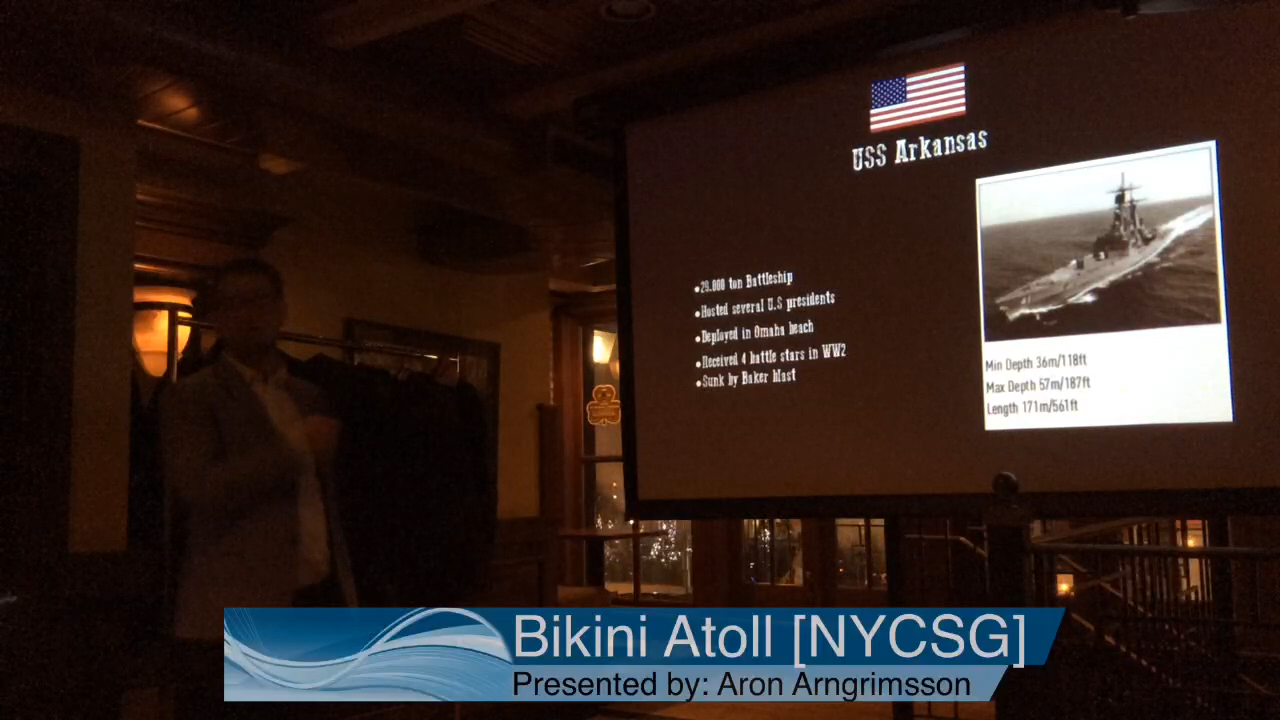 USS Arkansas
•29.000 ton Battleship
•Hosted several U.S presidents
•Deployed in Omaha beach
•Received 4 battle stars in WW2
•Sunk by Baker blast
Min Depth 36m/118ft
Max Depth 57m/187ft
Length 171m/561ft
Bikini Atoll [NYCSG]
Presented by: Aron Arngrimsson